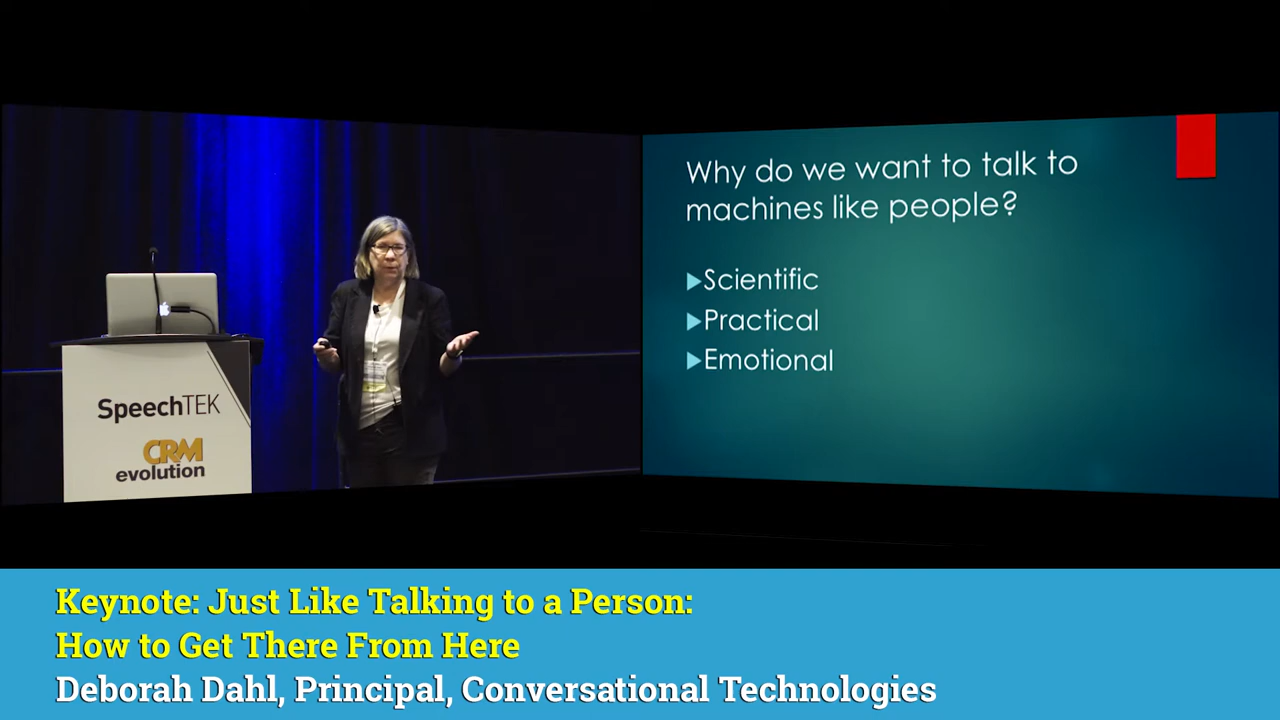 SpeechTEK
CRM
evolution
Why do we want to talk to
machines like people?
Scientific
Practical
Emotional
Keynote: Just Like Talking to a Person:
How to Get There From Here
Deborah Dahl, Principal, Conversational Technologies